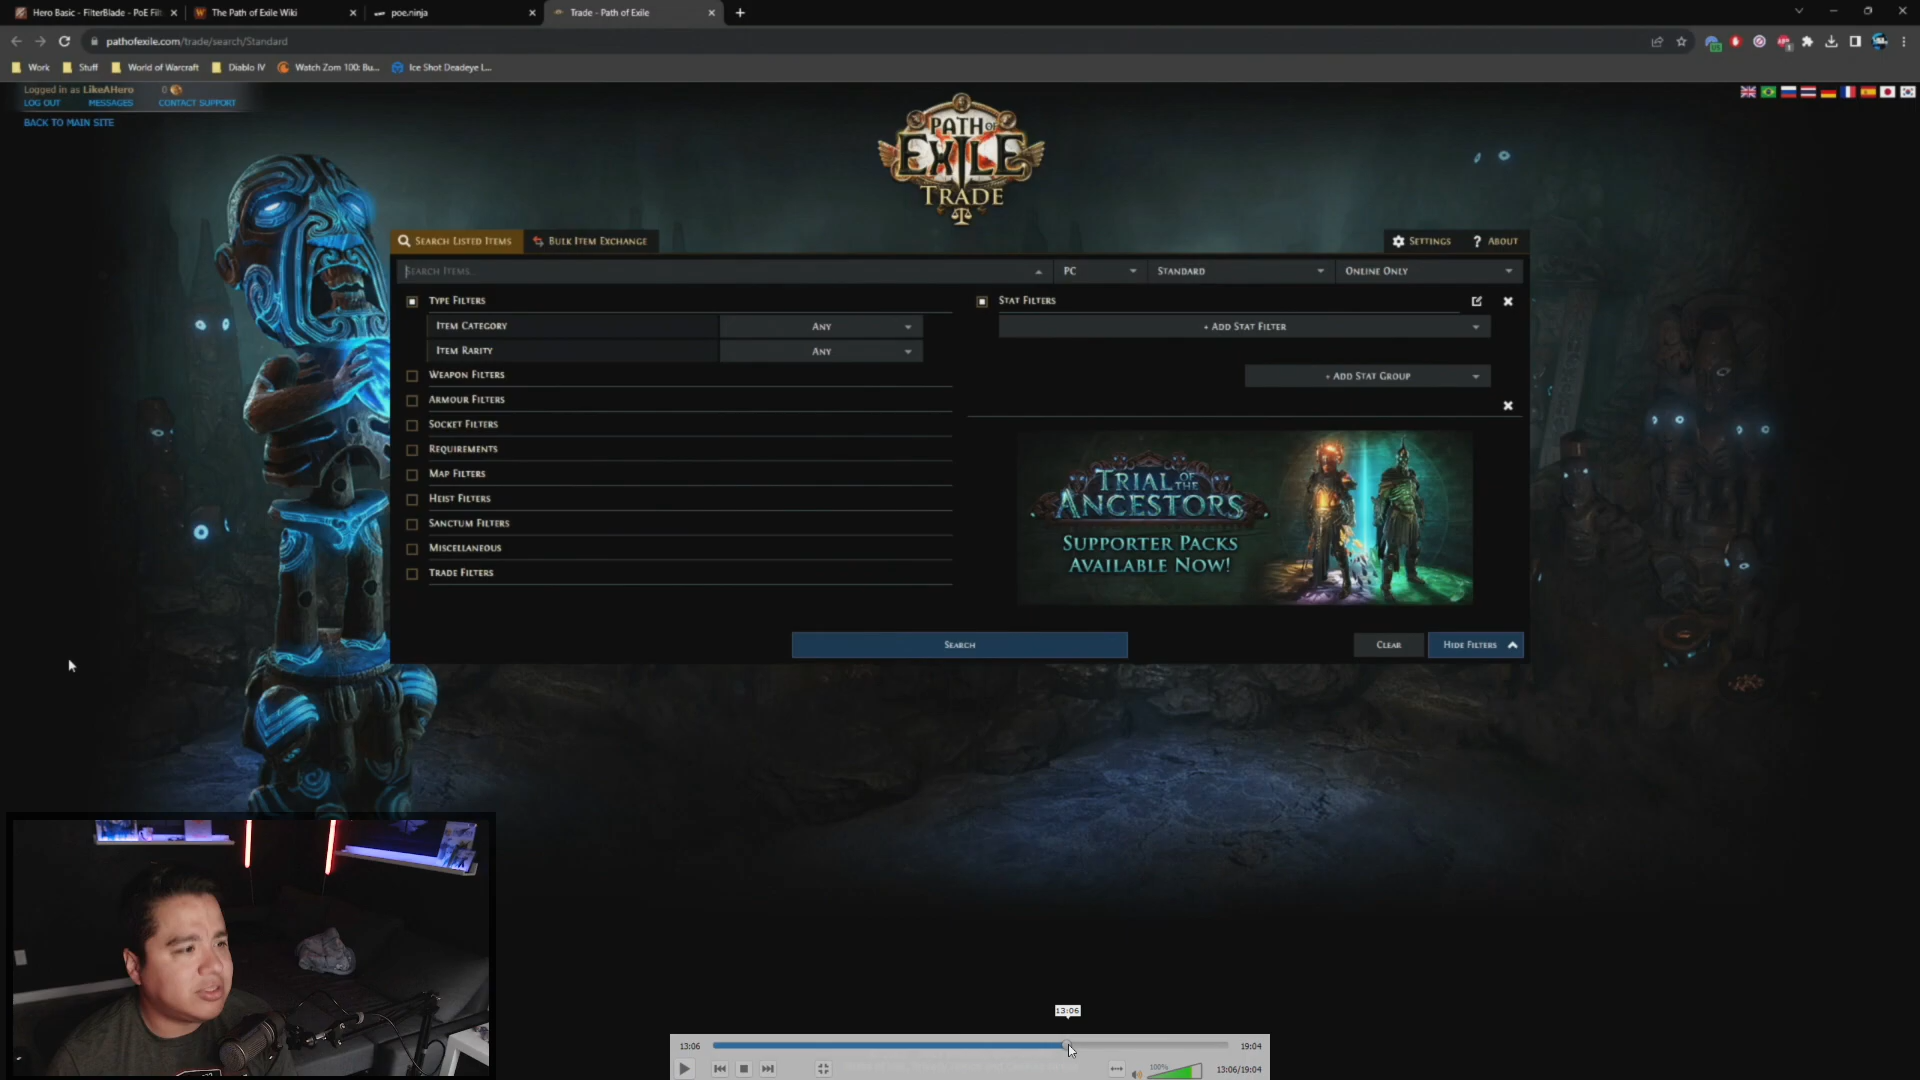 Hero Basic - FilterBlade - PoE Filt
The Path of Exile Wiki
poe.ninja
Trade - Path of Exile
pathofexile.com/trade/search/Standard
Work
Stuff
World of Warcraft
Diablo IV
Watch Zom 100: Bu...
Ice Shot Deadeye L...
Logged in as LikeAHero
0
LOG OUT
MESSAGES
CONTACT SUPPORT
BACK TO MAIN SITE
PATH OF
EXILE
TRADE
SEARCH LISTED ITEMS
BULK ITEM EXCHANGE
SETTINGS
? ABOUT
SEARCH ITEMS...
PC
STANDARD
ONLINE ONLY
TYPE FILTERS
ITEM CATEGORY
ANY
ITEM RARITY
ANY
WEAPON FILTERS
ARMOUR FILTERS
SOCKET FILTERS
REQUIREMENTS
MAP FILTERS
HEIST FILTERS
SANCTUM FILTERS
MISCELLANEOUS
TRADE FILTERS
STAT FILTERS
+ ADD STAT FILTER
+ ADD STAT GROUP
TRIAL OF THE
ANCESTORS
SUPPORTER PACKS
AVAILABLE NOW!
SEARCH
CLEAR
HIDE FILTERS
13:06
13:06
19:04
100%
13:06/19:04